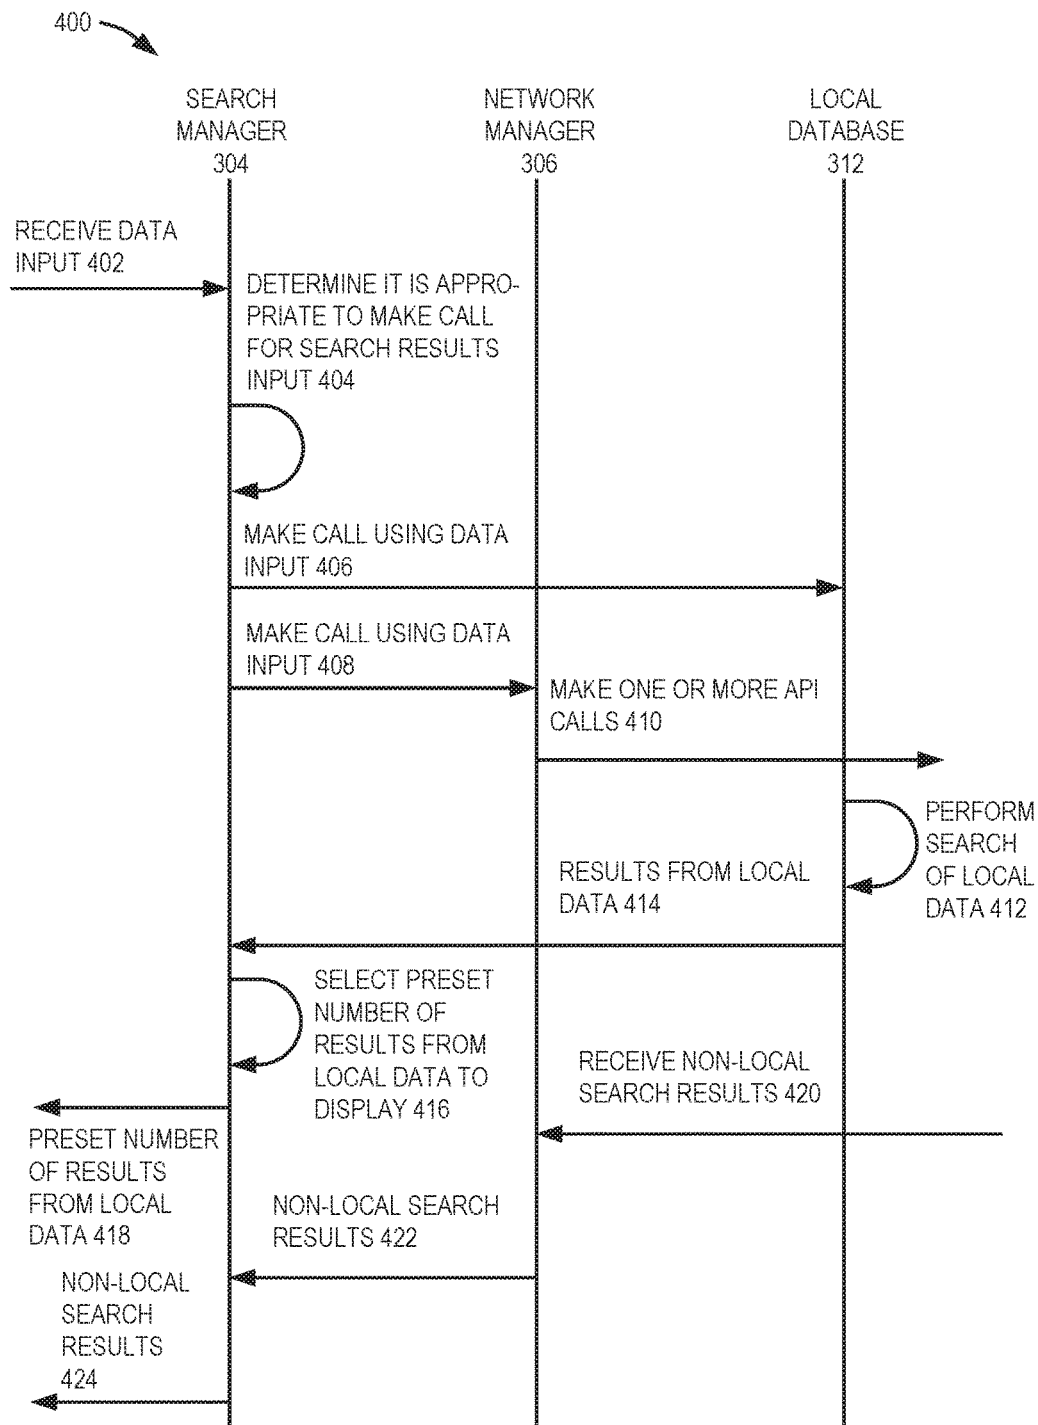 400
SEARCH
MANAGER
304
NETWORK
MANAGER
306
LOCAL
DATABASE
312
RECEIVE DATA
INPUT 402
DETERMINE IT IS APPRO-
PRIATE TO MAKE CALL
FOR SEARCH RESULTS
INPUT 404
MAKE CALL USING DATA
INPUT 406
MAKE CALL USING DATA
INPUT 408
MAKE ONE OR MORE API
CALLS 410
PERFORM
SEARCH
OF LOCAL
DATA 412
RESULTS FROM LOCAL
DATA 414
SELECT PRESET
NUMBER OF
RESULTS FROM
LOCAL DATA TO
DISPLAY 416
PRESET NUMBER
OF RESULTS
FROM LOCAL
DATA 418
RECEIVE NON-LOCAL
SEARCH RESULTS 420
NON-LOCAL SEARCH
RESULTS 422
NON-LOCAL
SEARCH
RESULTS
424